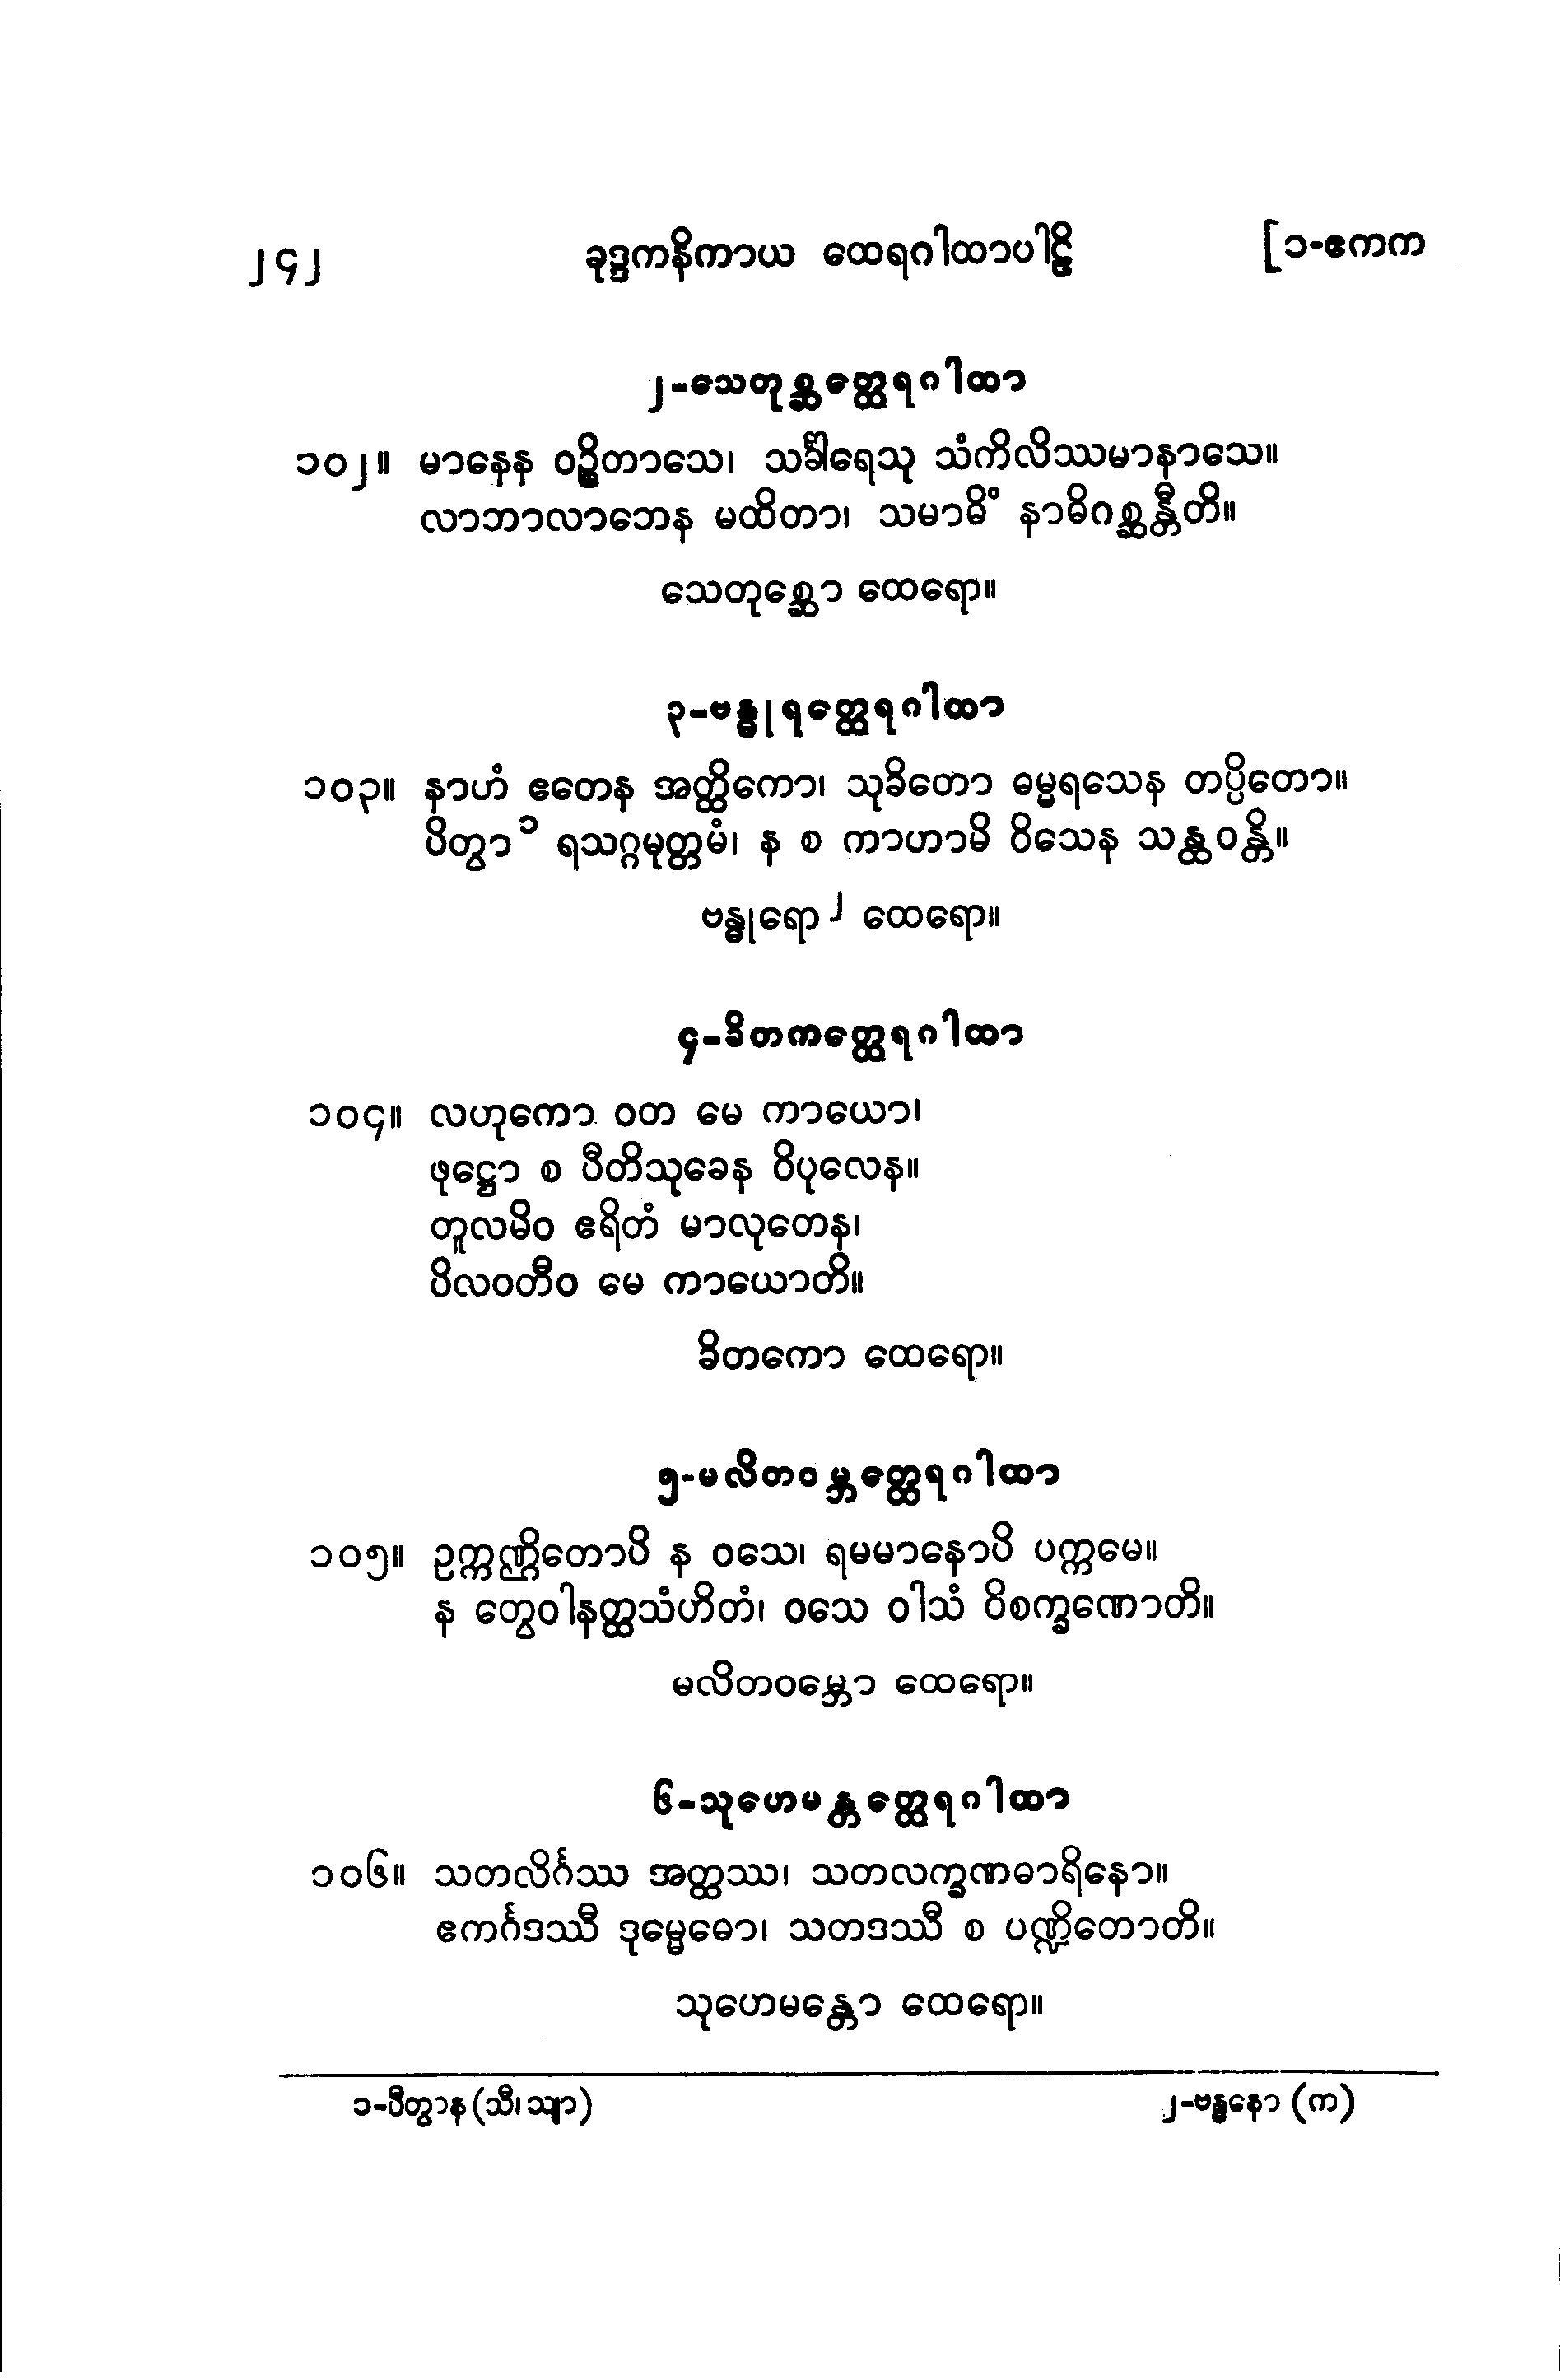 ၂၄၂ ခုဒ္ဒကနိကာယ ထေရဂါထာပါဠိ [၁-ဧကက
၂-သေတုစ္ဆတ္ထေရဂါထာ
၁၀၂။ မာနေန ဝဉ္စိတာသေ၊ သင်္ခါရေသု သံကိလိဿမာနာသေ။
လာဘာလာဘေန မထိတာ၊ သမာဓိံ နာဓိဂစ္ဆန္တီတိ။
သေတုစ္ဆော ထေရော။
၃-ဗန္ဓုရတ္ထေရဂါထာ
၁၀၃။ နာဟံ ဧတေန အတ္ထိကော၊ သုခိတော ဓမ္မရသေန တပ္ပိတော။
ပိတွာ ၁ ရသဂ္ဂမုတ္တမံ၊ န စ ကာဟာမိ ဝိသေန သန္ထဝန္တိ။
ဗန္ဓုရော ၂ ထေရော။
၄-ခိတကတ္ထေရဂါထာ
၁၀၄။ လဟုကော ဝတ မေ ကာယော၊
ဖုဋ္ဌော စ ပီတိသုခေန ဝိပုလေန။
တူလမိဝ ဧရိတံ မာလုတေန၊
ပိလဝတီဝ မေ ကာယောတိ။
ခိတကော ထေရော။
၅-မလိတဝမ္ဘတ္ထေရဂါထာ
၁၀၅။ ဥက္ကဏ္ဌိတောပိ န ဝသေ၊ ရမမာနောပိ ပက္ကမေ။
န တွေဝါနတ္ထသံဟိတံ၊ ဝသေ ဝါသံ ဝိစက္ခဏောတိ။
မလိတဝမ္ဘော ထေရော။
၆-သုဟေမန္တတ္ထေရဂါထာ
၁၀၆။ သတလိင်္ဂဿ အတ္ထဿ၊ သတလက္ခဏဓာရိနော။
ဧကင်္ဂဒဿီ ဒုမ္မေဓော၊ သတဒဿီ စ ပဏ္ဍိတောတိ။
သုဟေမန္တော ထေရော။
၁-ပီတွာန (သီ၊ သျာ) ၂-ဗန္ဓနော (က)